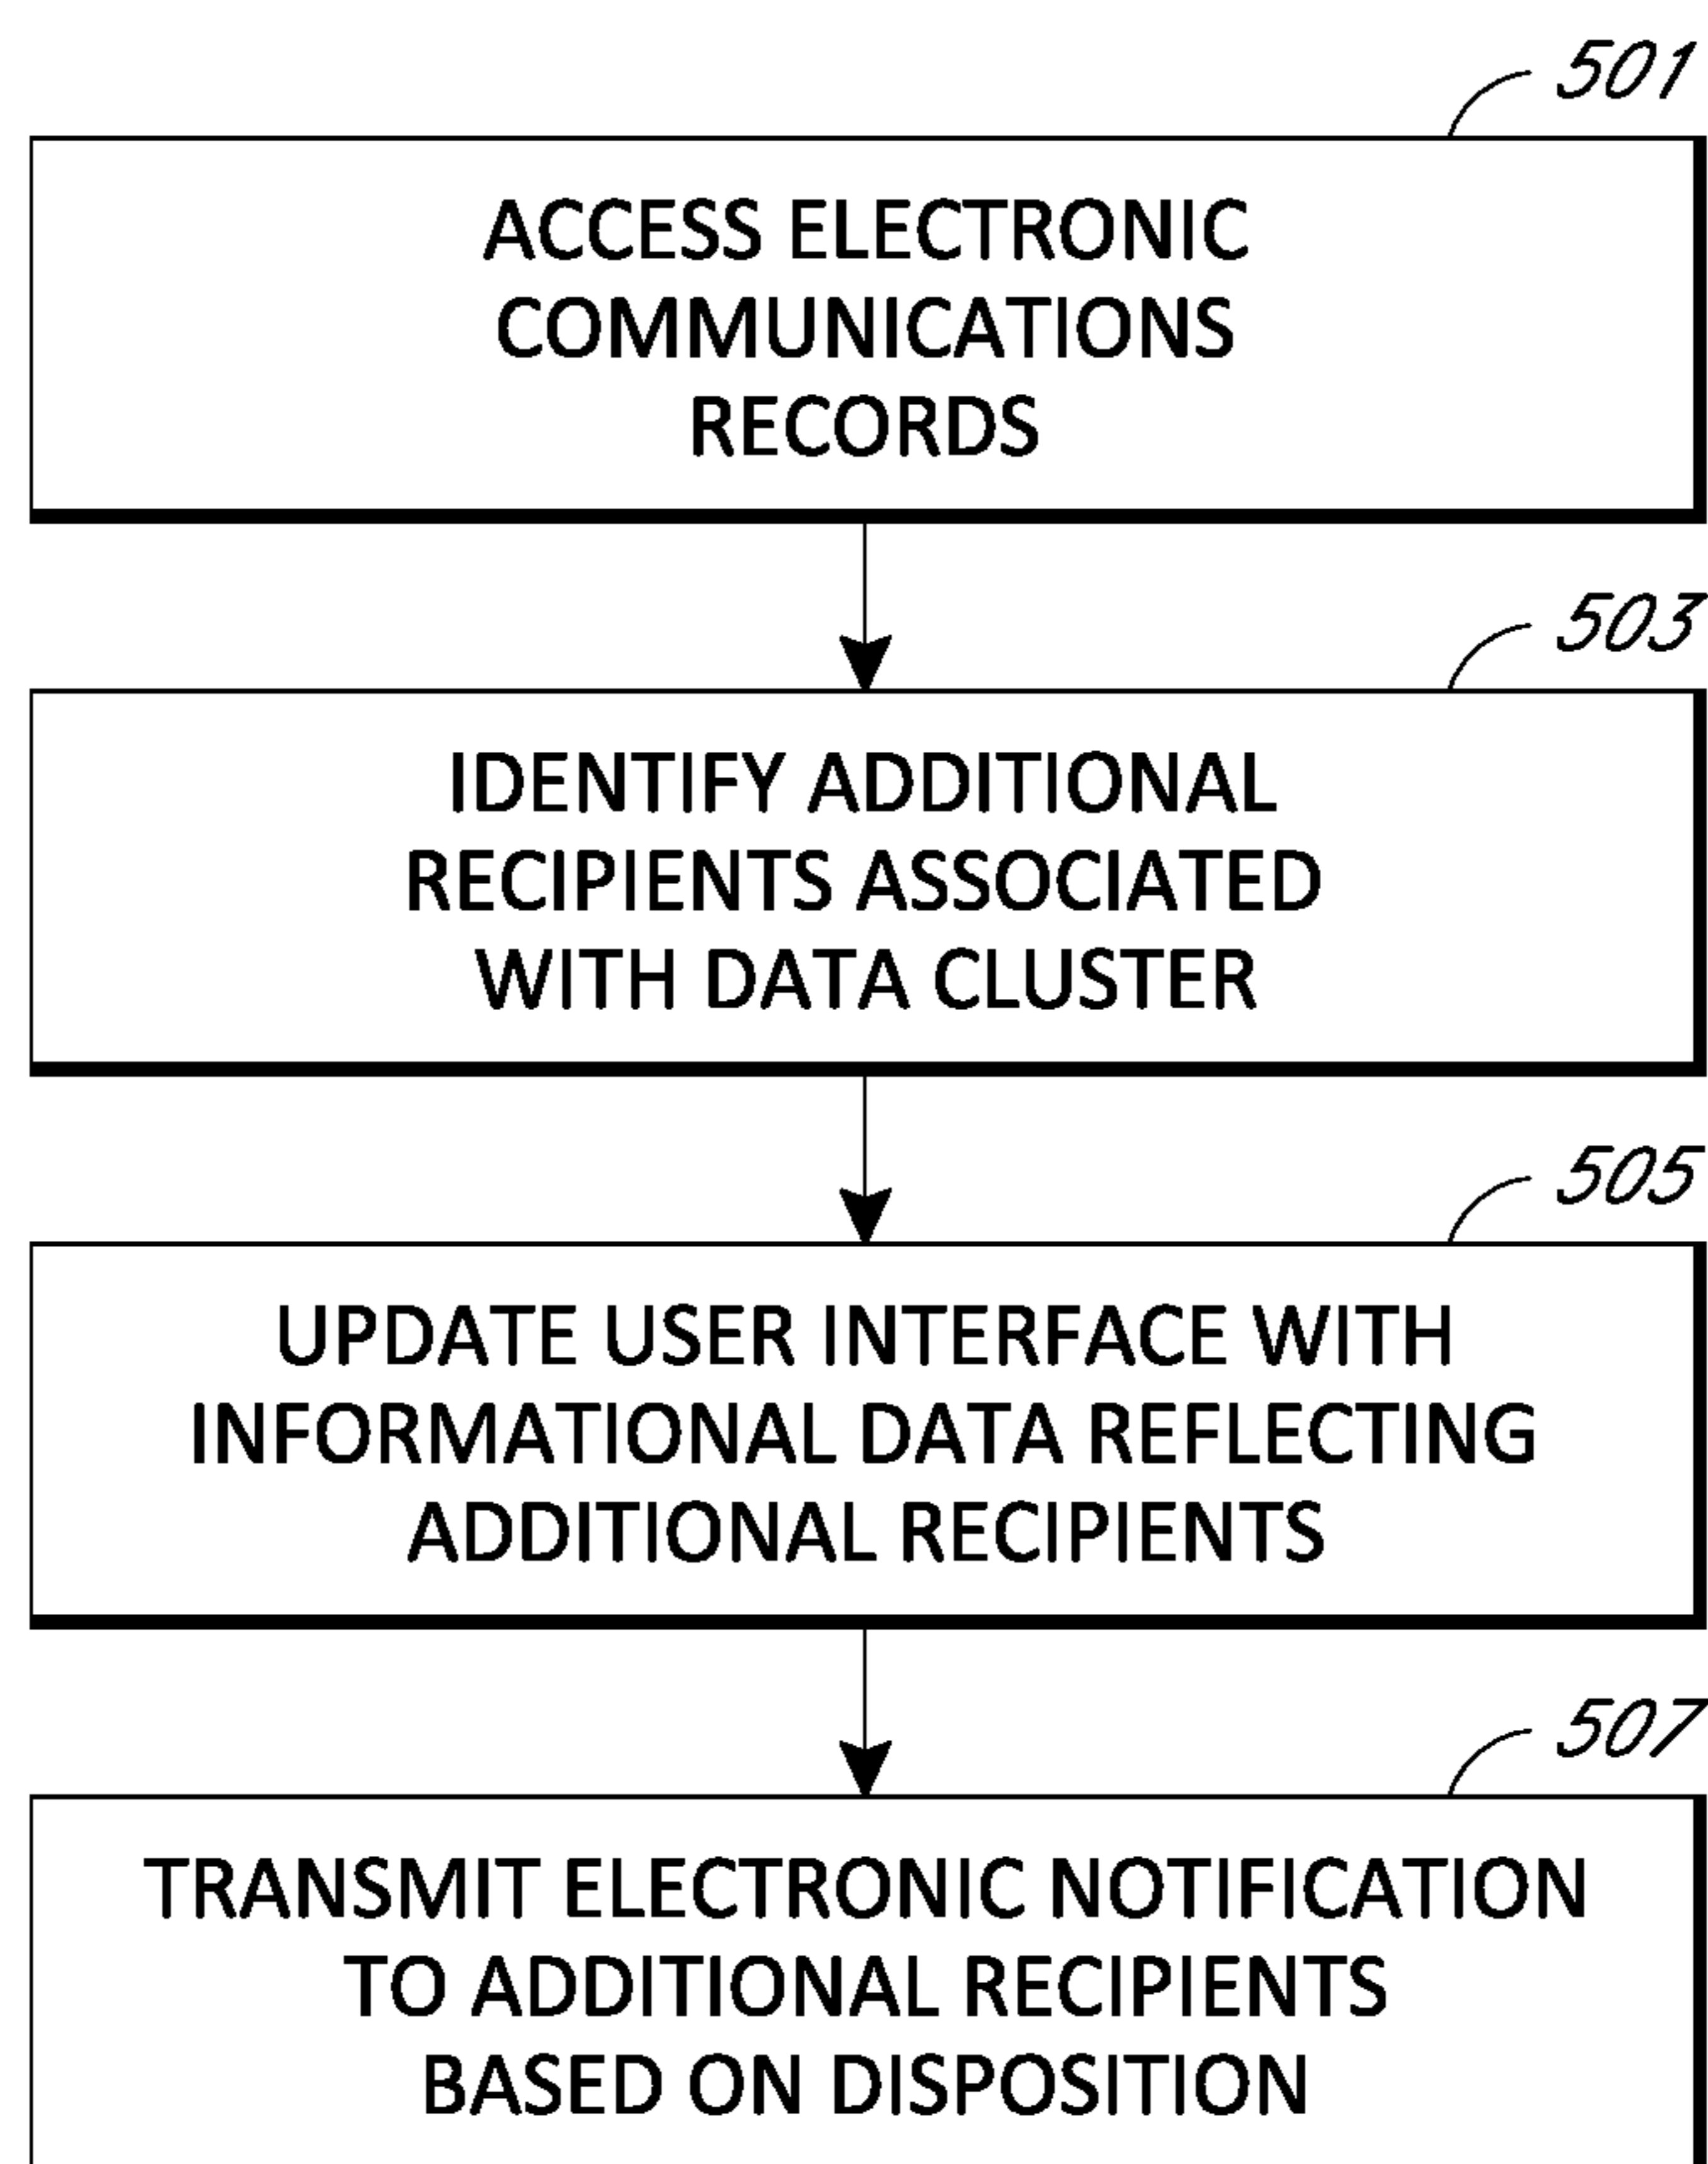 501
ACCESS ELECTRONIC
COMMUNICATIONS
RECORDS
503
IDENTIFY ADDITIONAL
RECIPIENTS ASSOCIATED
WITH DATA CLUSTER
505
UPDATE USER INTERFACE WITH
INFORMATIONAL DATA REFLECTING
ADDITIONAL RECIPIENTS
507
TRANSMIT ELECTRONIC NOTIFICATION
TO ADDITIONAL RECIPIENTS
BASED ON DISPOSITION